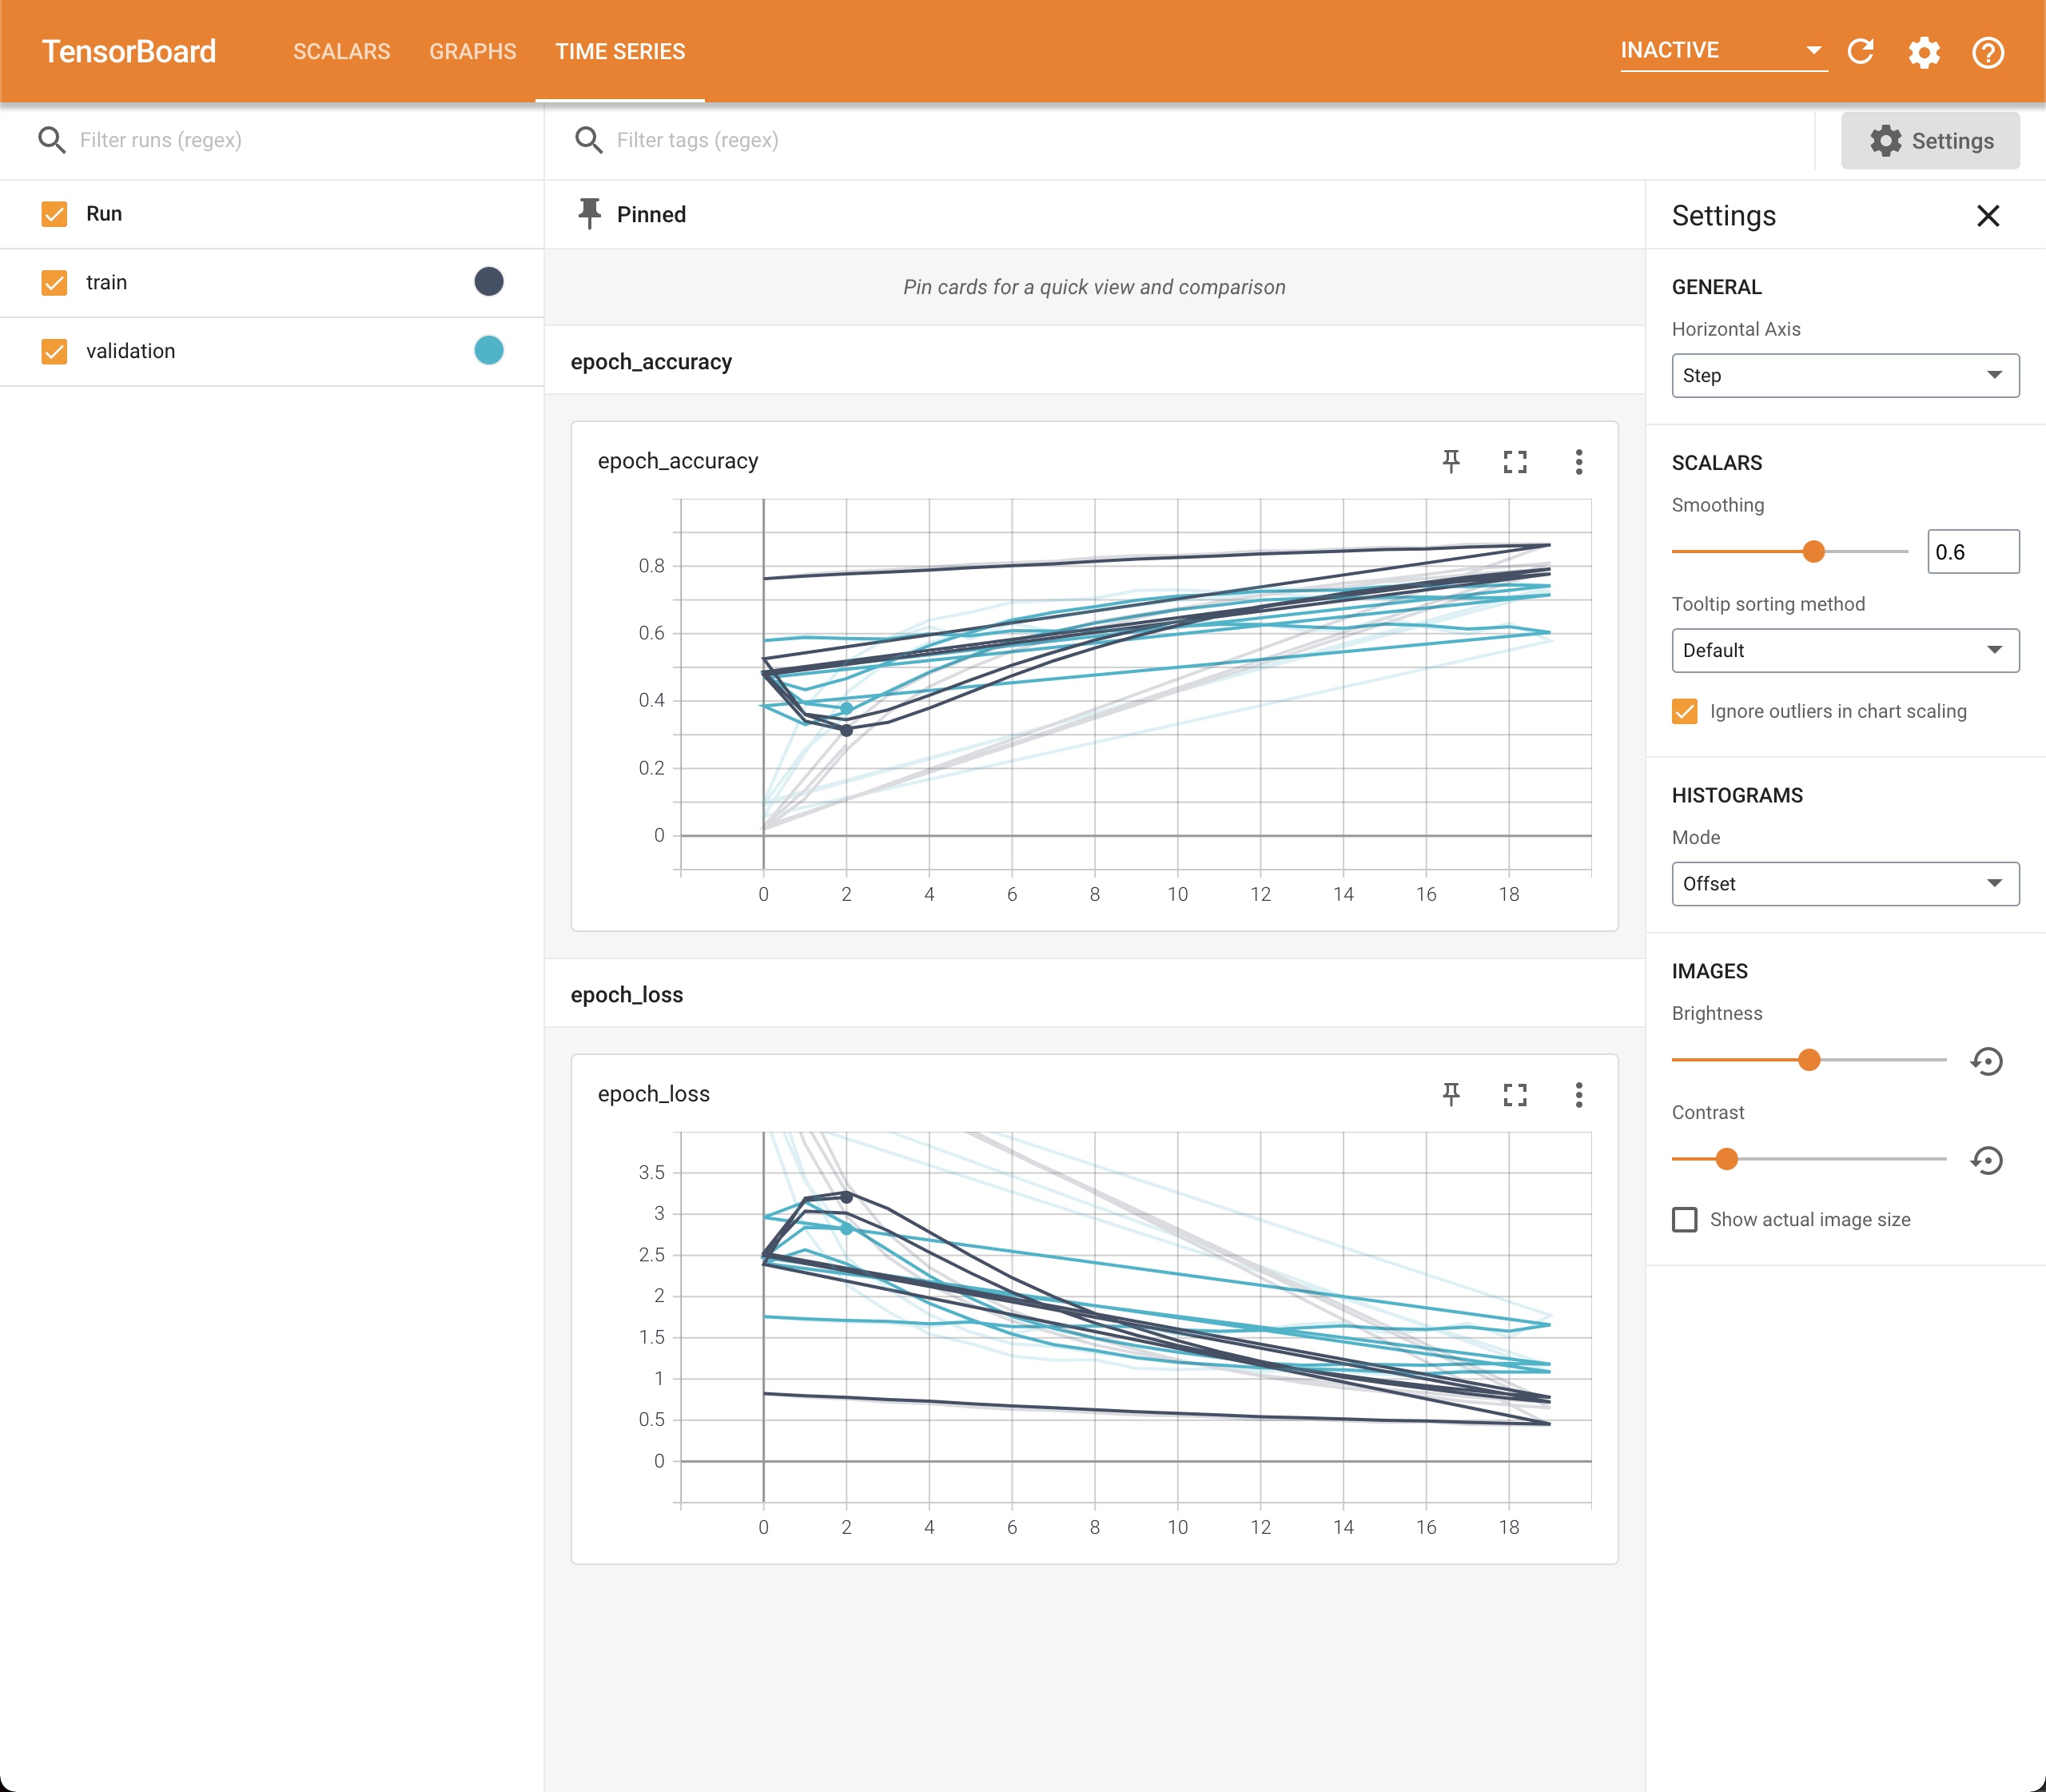 TensorBoard SCALARS GRAPHS TIME SERIES INACTIVE
Filter runs (regex)
Filter tags (regex)
Settings
Run
train
validation
Pinned
Pin cards for a quick view and comparison
epoch_accuracy
epoch_accuracy
0.8
0.6
0.4
0.2
0
0 2 4 6 8 10 12 14 16 18
epoch_loss
epoch_loss
3.5
3
2.5
2
1.5
1
0.5
0
0 2 4 6 8 10 12 14 16 18
Settings
GENERAL
Horizontal Axis
Step
SCALARS
Smoothing
0.6
Tooltip sorting method
Default
Ignore outliers in chart scaling
HISTOGRAMS
Mode
Offset
IMAGES
Brightness
Contrast
Show actual image size